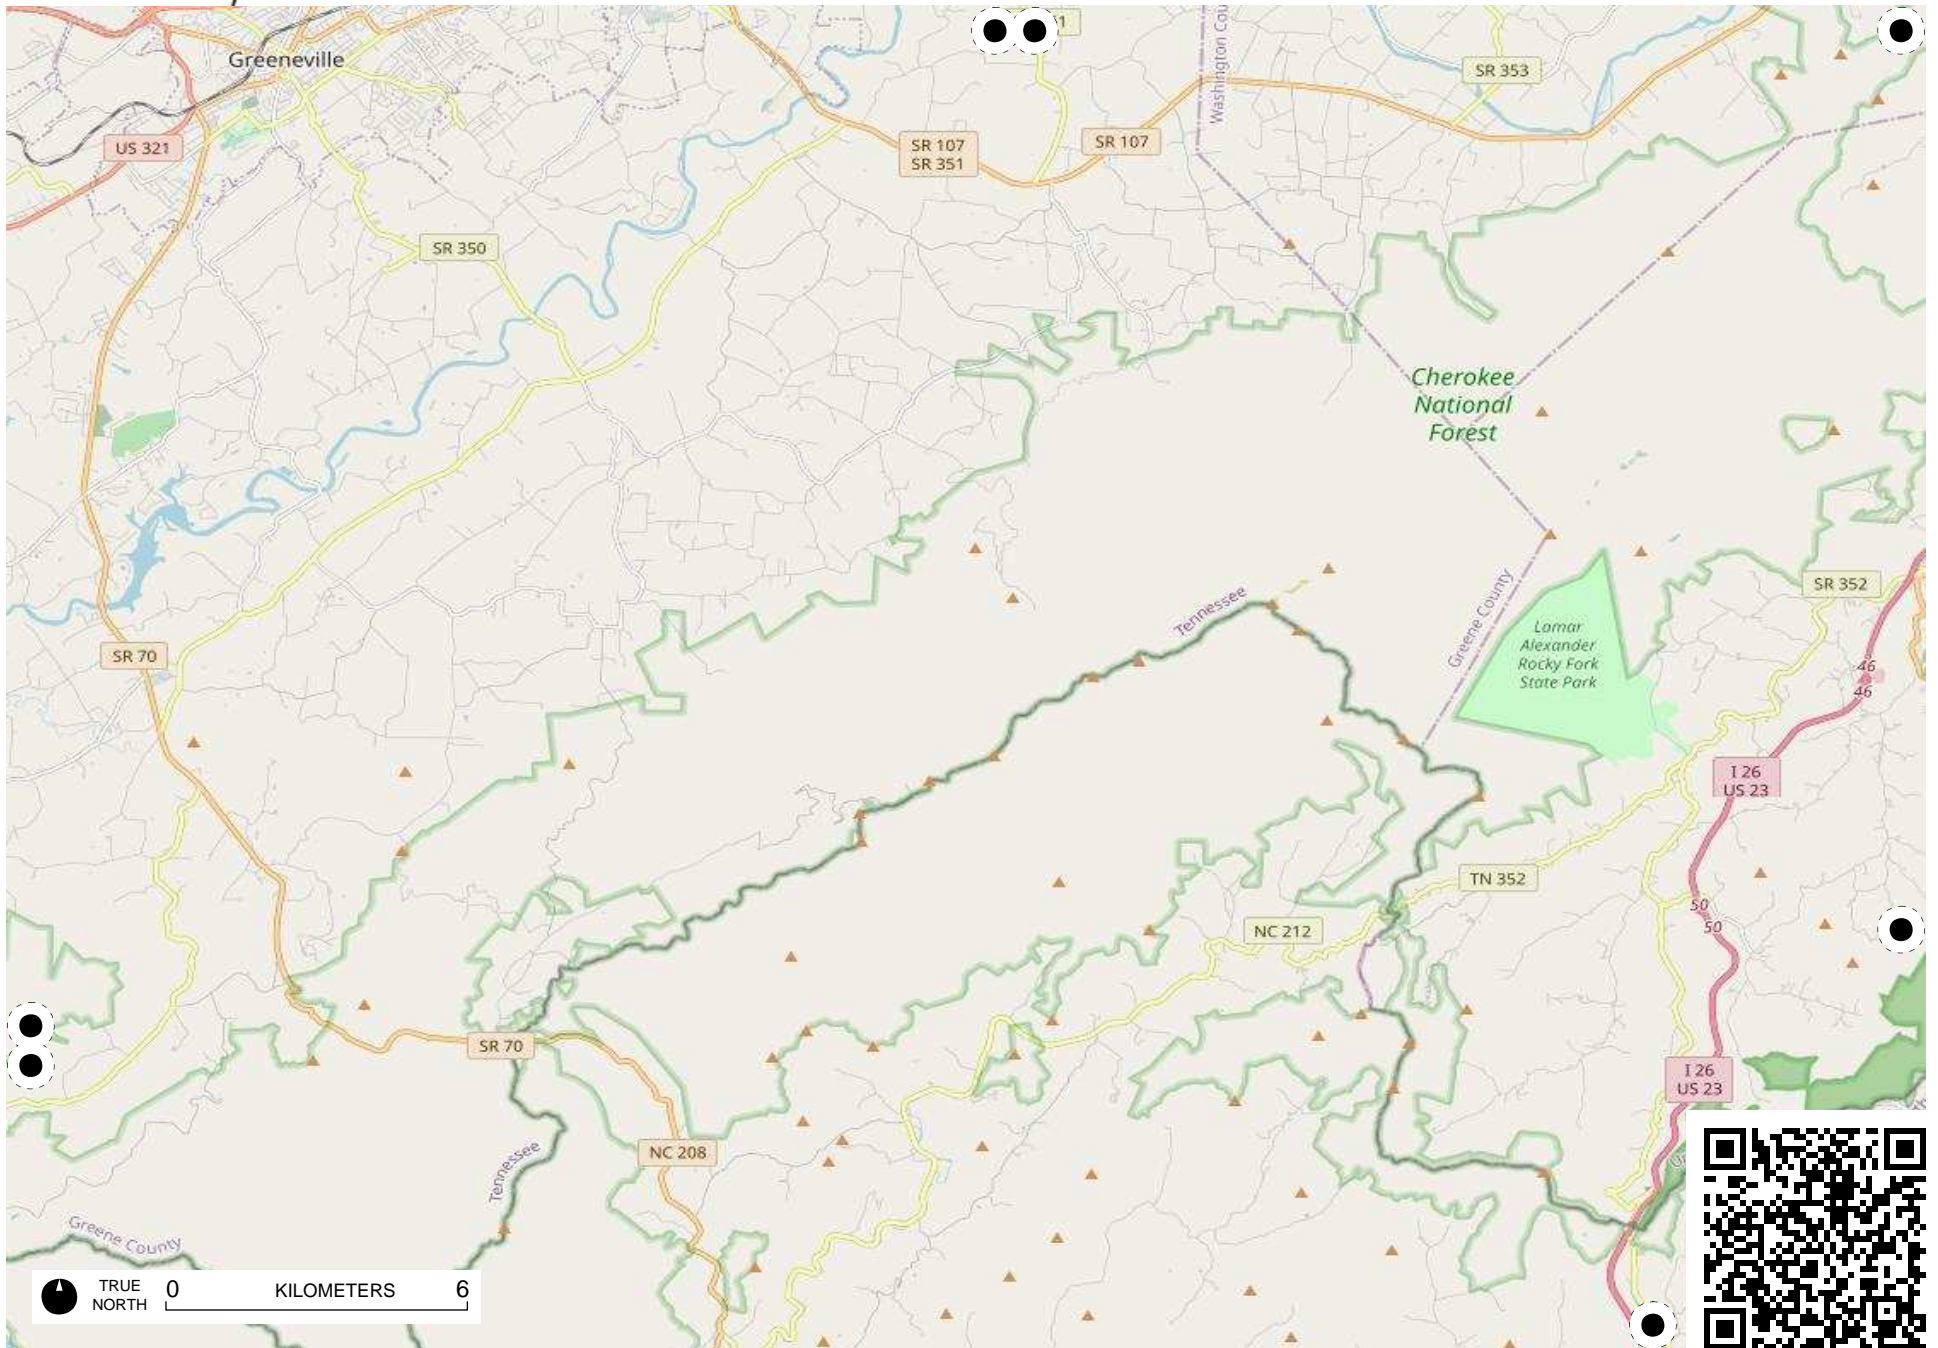 Greeneville
SR 353
US 321
SR 107
SR 351
SR 107
Washington Cou
SR 350
Cherokee
National
Forest
Tennessee
Greene County
SR 352
Lamar
Alexander
Rocky Fork
State Park
SR 70
46
46
I 26
US 23
TN 352
50
50
NC 212
SR 70
I 26
US 23
NC 208
Tennessee
Greene County
TRUE
NORTH
0 KILOMETERS 6